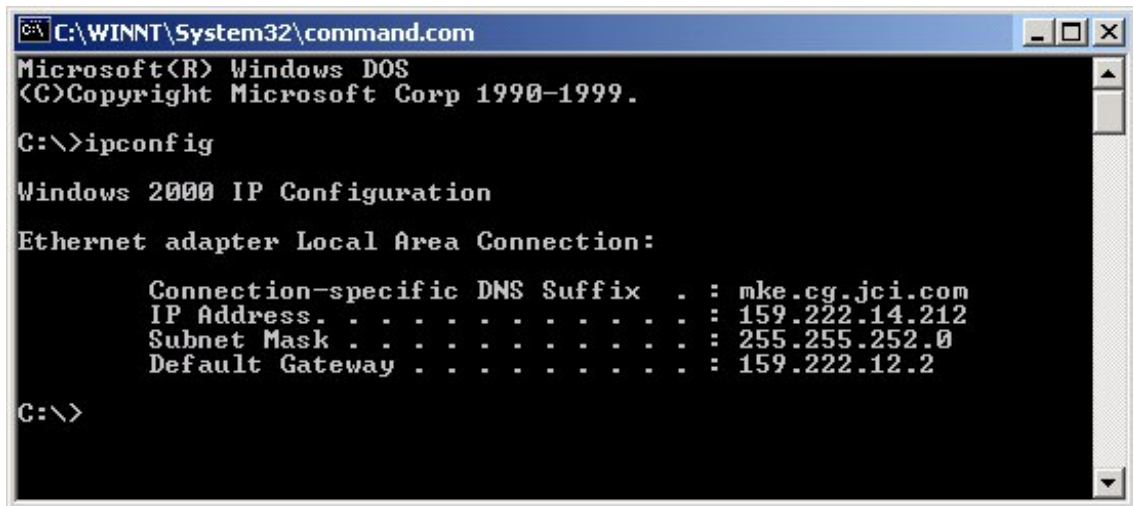 C:\WINNT\System32\command.com
Microsoft(R) Windows DOS
(C)Copyright Microsoft Corp 1990-1999.
C:\>ipconfig
Windows 2000 IP Configuration
Ethernet adapter Local Area Connection:
Connection-specific DNS Suffix  . : mke.cg.jci.com
IP Address. . . . . . . . . . . . : 159.222.14.212
Subnet Mask . . . . . . . . . . . : 255.255.252.0
Default Gateway . . . . . . . . . : 159.222.12.2
C:\>